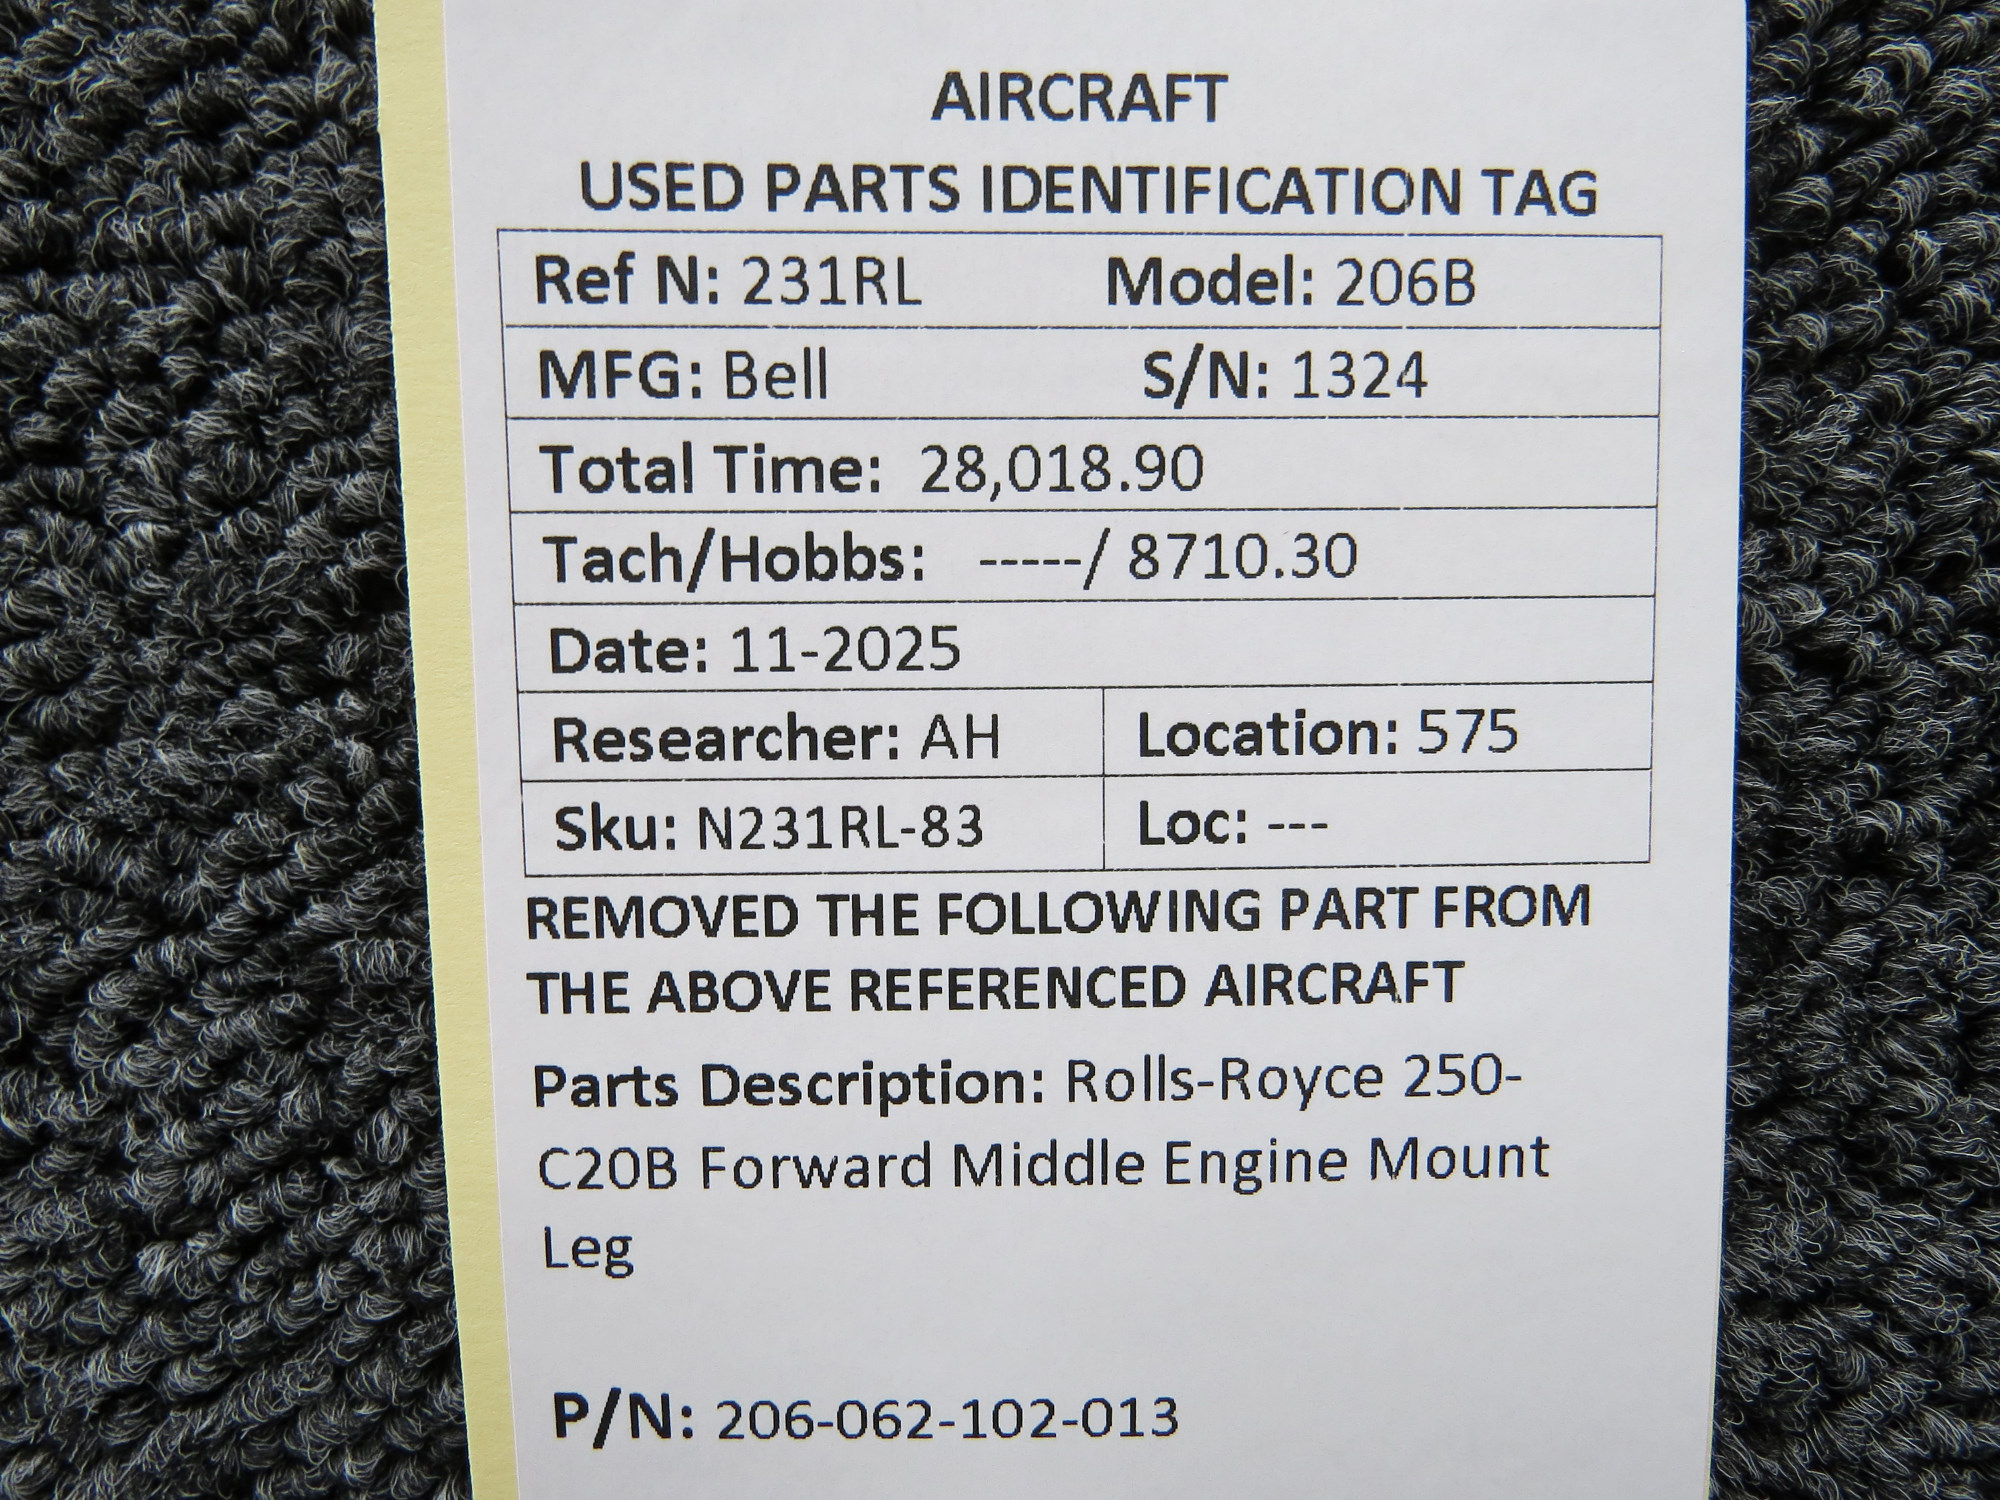 AIRCRAFT
USED PARTS IDENTIFICATION TAG
Ref N: 231RL Model: 206B
MFG: Bell S/N: 1324
Total Time: 28,018.90
Tach/Hobbs: -----/ 8710.30
Date: 11-2025
Researcher: AH Location: 575
Sku: N231RL-83 Loc: ---
REMOVED THE FOLLOWING PART FROM
THE ABOVE REFERENCED AIRCRAFT
Parts Description: Rolls-Royce 250-
C20B Forward Middle Engine Mount
Leg
P/N: 206-062-102-013